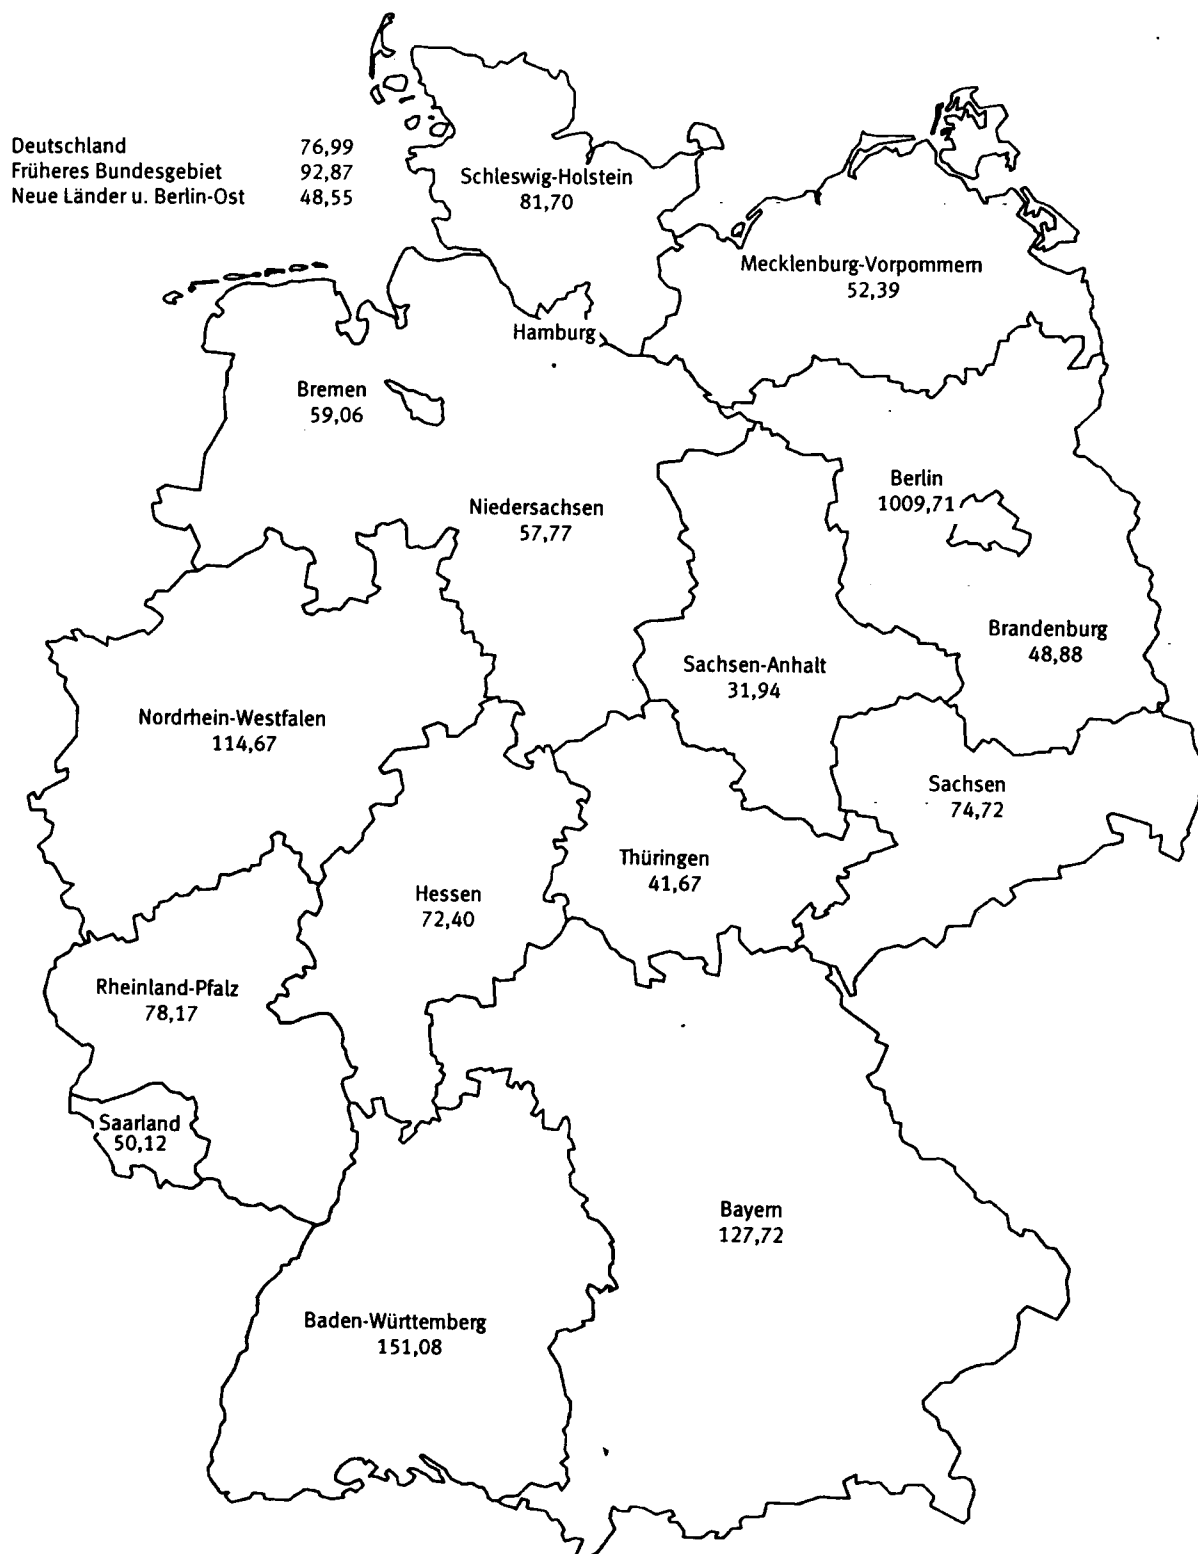 Deutschland 76,99
Früheres Bundesgebiet 92,87
Neue Länder u. Berlin-Ost 48,55
Schleswig-Holstein
81,70
Mecklenburg-Vorpommern
52,39
Hamburg
Bremen
59,06
Berlin
1009,71
Niedersachsen
57,77
Brandenburg
48,88
Sachsen-Anhalt
31,94
Nordrhein-Westfalen
114,67
Sachsen
74,72
Thüringen
41,67
Hessen
72,40
Rheinland-Pfalz
78,17
Saarland
50,12
Bayern
127,72
Baden-Württemberg
151,08